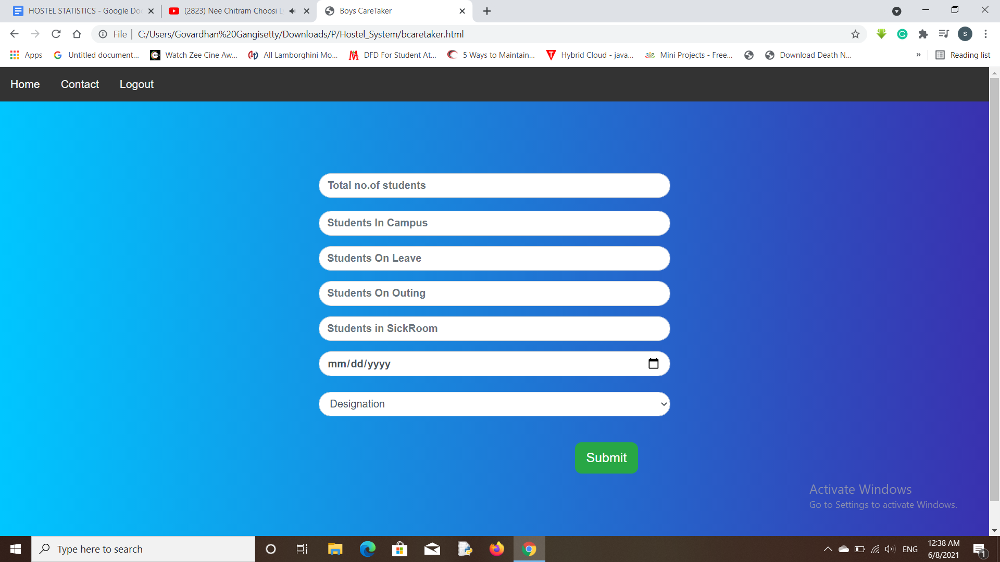 HOSTEL STATISTICS - Google Do
(2823) Nee Chitram Choosi L
Boys CareTaker
File
C:/Users/Govardhan%20Gangisetty/Downloads/P/Hostel_System/bcaretaker.html
S
Apps
Untitled document...
Watch Zee Cine Aw...
All Lamborghini Mo...
DFD For Student At...
5 Ways to Maintain...
Hybrid Cloud - java...
Mini Projects - Free...
Download Death N...
»
Reading list
Home
Contact
Logout
Total no.of students
Students In Campus
Students On Leave
Students On Outing
Students in SickRoom
mm/dd/yyyy
Designation
Submit
Activate Windows
Go to Settings to activate Windows.
Type here to search
ENG
12:38 AM
6/8/2021
1